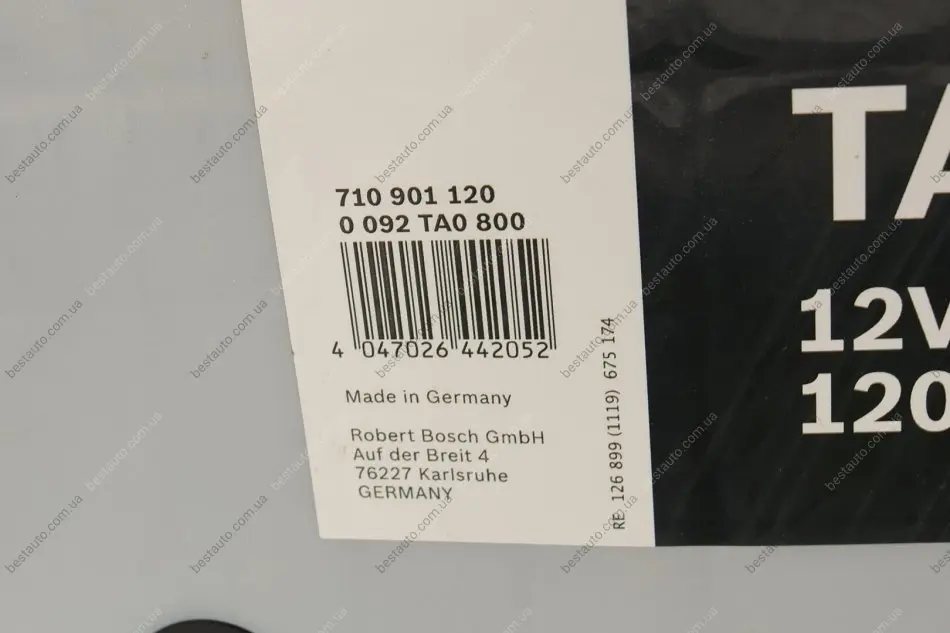 710 901 120
0 092 TA0 800
4 047026 442052
Made in Germany
Robert Bosch GmbH
Auf der Breit 4
76227 Karlsruhe
GERMANY
RE 126 899 (1119) 675 174
TA
12V
120
bestauto.com.ua